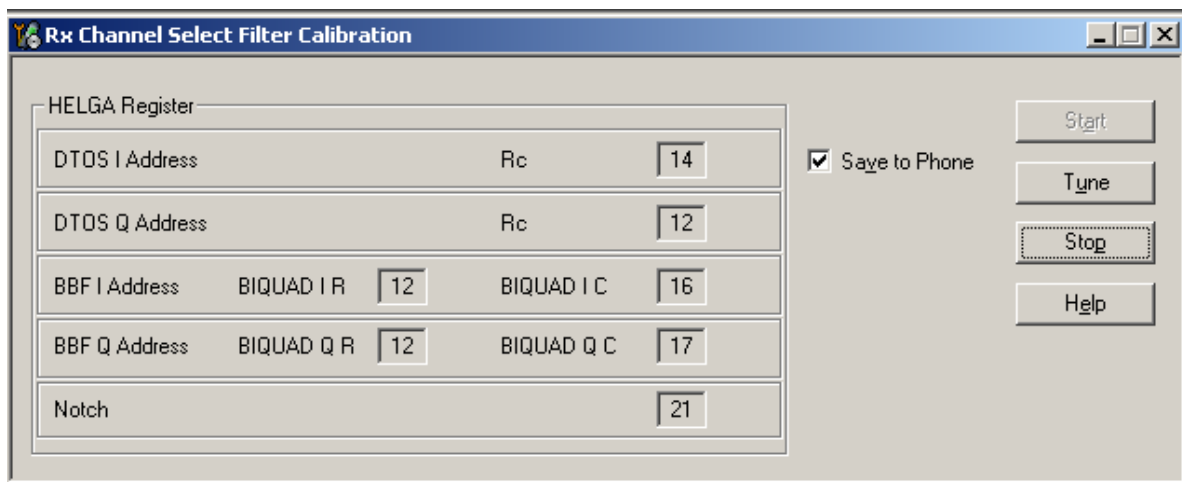 Rx Channel Select Filter Calibration
HELGA Register
DTOS I Address Rc 14
DTOS Q Address Rc 12
BBF I Address BIQUAD I R 12 BIQUAD I C 16
BBF Q Address BIQUAD Q R 12 BIQUAD Q C 17
Notch 21
Save to Phone
Start
Tune
Stop
Help